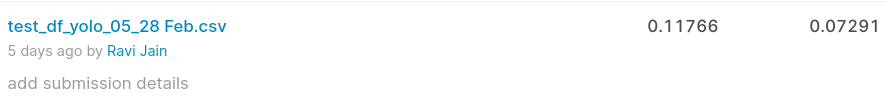 test_df_yolo_05_28 Feb.csv 0.11766 0.07291
5 days ago by Ravi Jain
add submission details